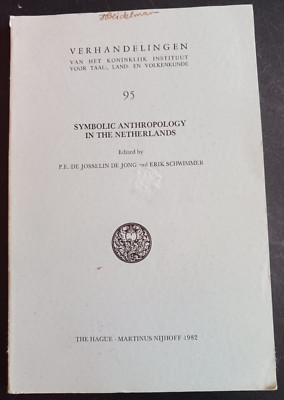 VERHANDELINGEN
VAN HET KONINKLIJK INSTITUUT
VOOR TAAL-, LAND- EN VOLKENKUNDE
95
SYMBOLIC ANTHROPOLOGY
IN THE NETHERLANDS
Edited by
P.E. DE JOSSELIN DE JONG and ERIK SCHWIMMER
THE HAGUE - MARTINUS NIJHOFF 1982